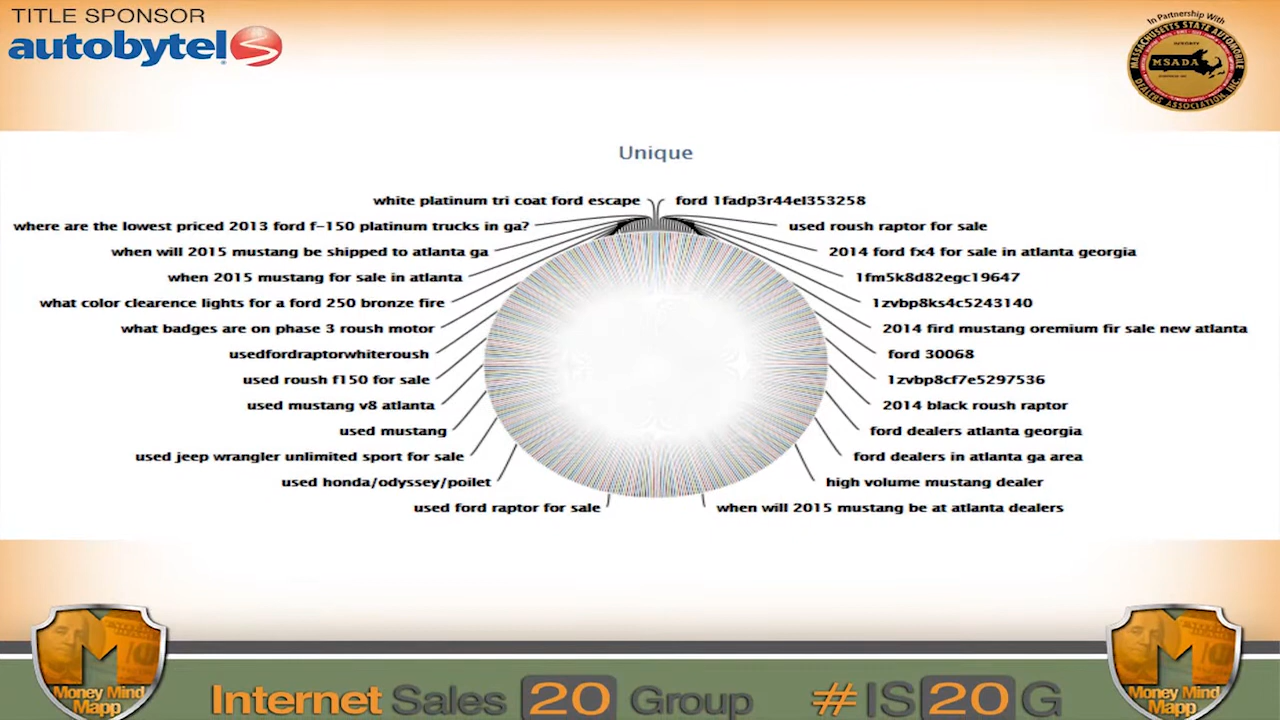 TITLE SPONSOR
autobytel
In Partnership With
MASSACHUSETTS STATE AUTOMOBILE
MSADA
DEALERS ASSOCIATION, INC.
Unique
white platinum tri coat ford escape
ford 1fadp3r44el353258
where are the lowest priced 2013 ford f-150 platinum trucks in ga?
used roush raptor for sale
when will 2015 mustang be shipped to atlanta ga
2014 ford fx4 for sale in atlanta georgia
when 2015 mustang for sale in atlanta
1fm5k8d82egc19647
what color clearence lights for a ford 250 bronze fire
1zvbp8ks4c5243140
what badges are on phase 3 roush motor
2014 fird mustang oremium fir sale new atlanta
usedfordraptorwhiteroush
ford 30068
used roush f150 for sale
1zvbp8cf7e5297536
used mustang v8 atlanta
2014 black roush raptor
used mustang
ford dealers atlanta georgia
used jeep wrangler unlimited sport for sale
ford dealers in atlanta ga area
used honda/odyssey/poilet
high volume mustang dealer
used ford raptor for sale
when will 2015 mustang be at atlanta dealers
M
Money Mind
Mapp
Internet Sales 20 Group
#IS20G
M
Money Mind
Mapp